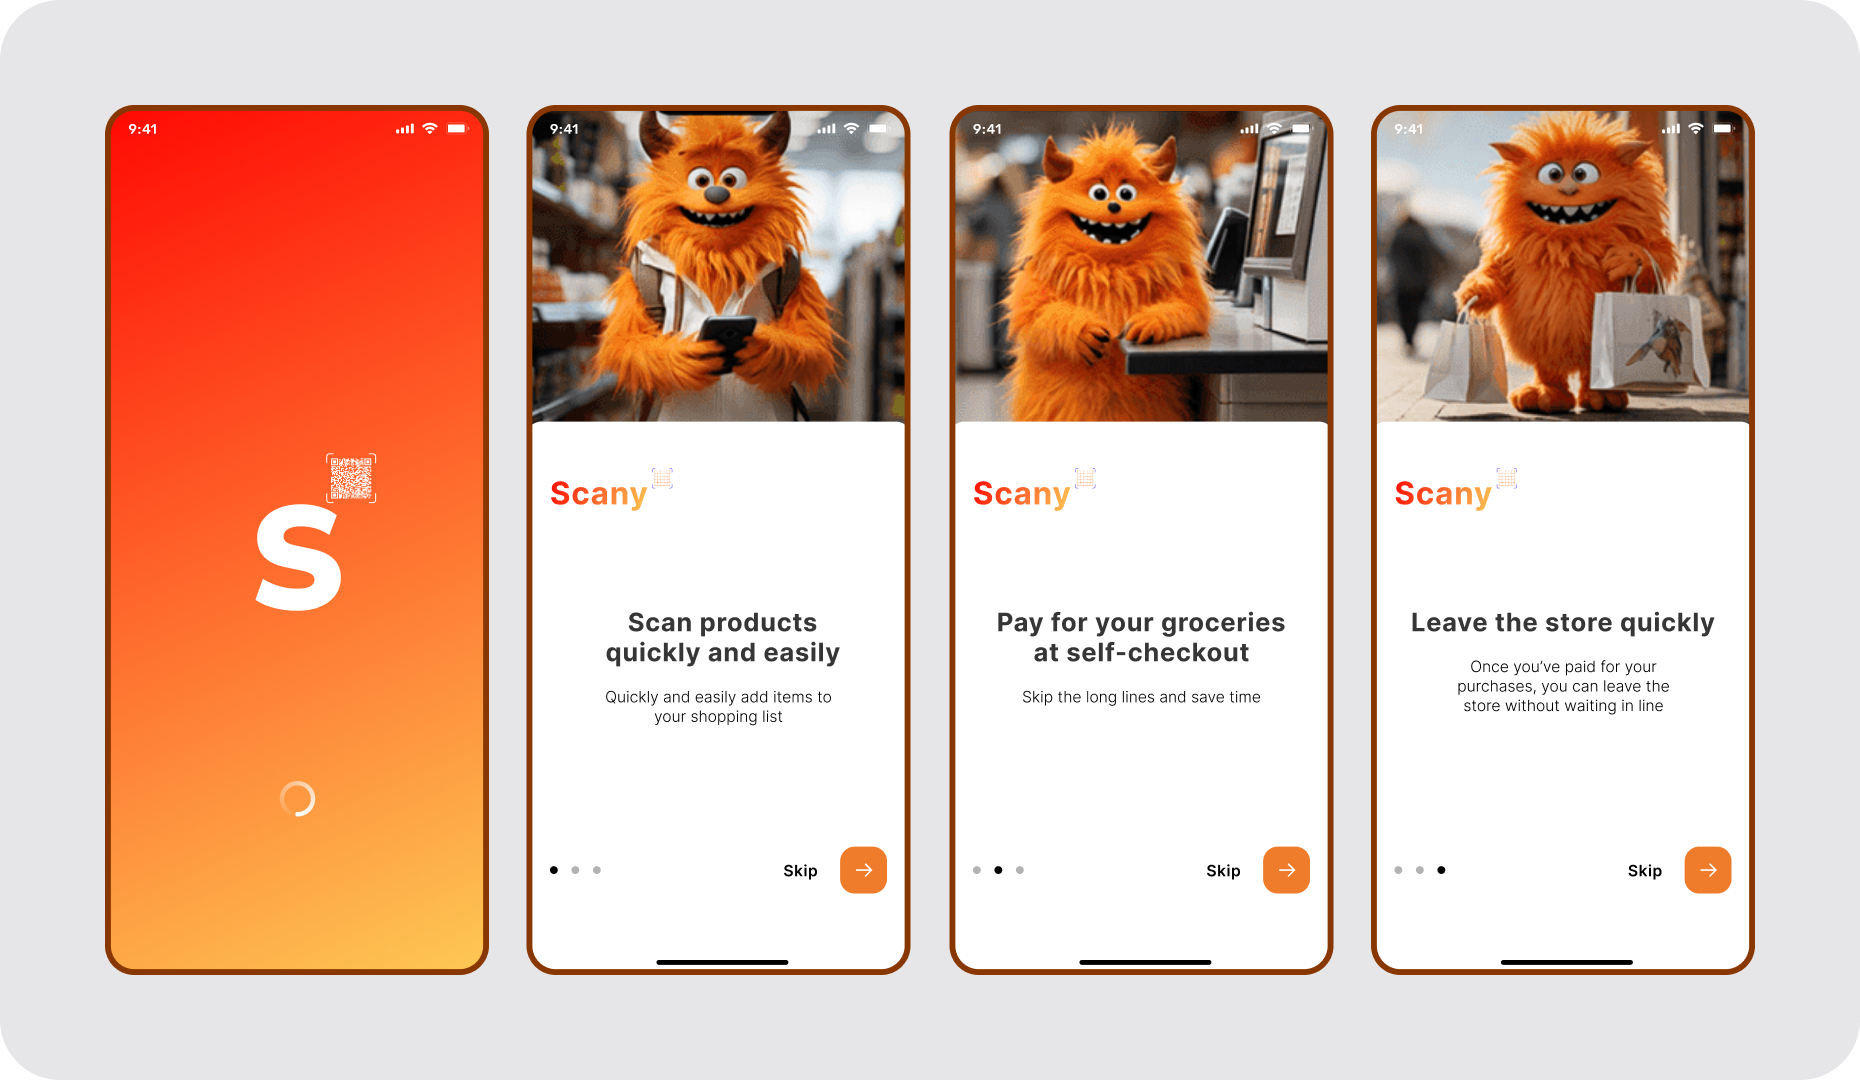 9:41
S
9:41
Scany
Scan products
quickly and easily
Quickly and easily add items to
your shopping list
Skip
9:41
Scany
Pay for your groceries
at self-checkout
Skip the long lines and save time
Skip
9:41
Scany
Leave the store quickly
Once you’ve paid for your
purchases, you can leave the
store without waiting in line
Skip